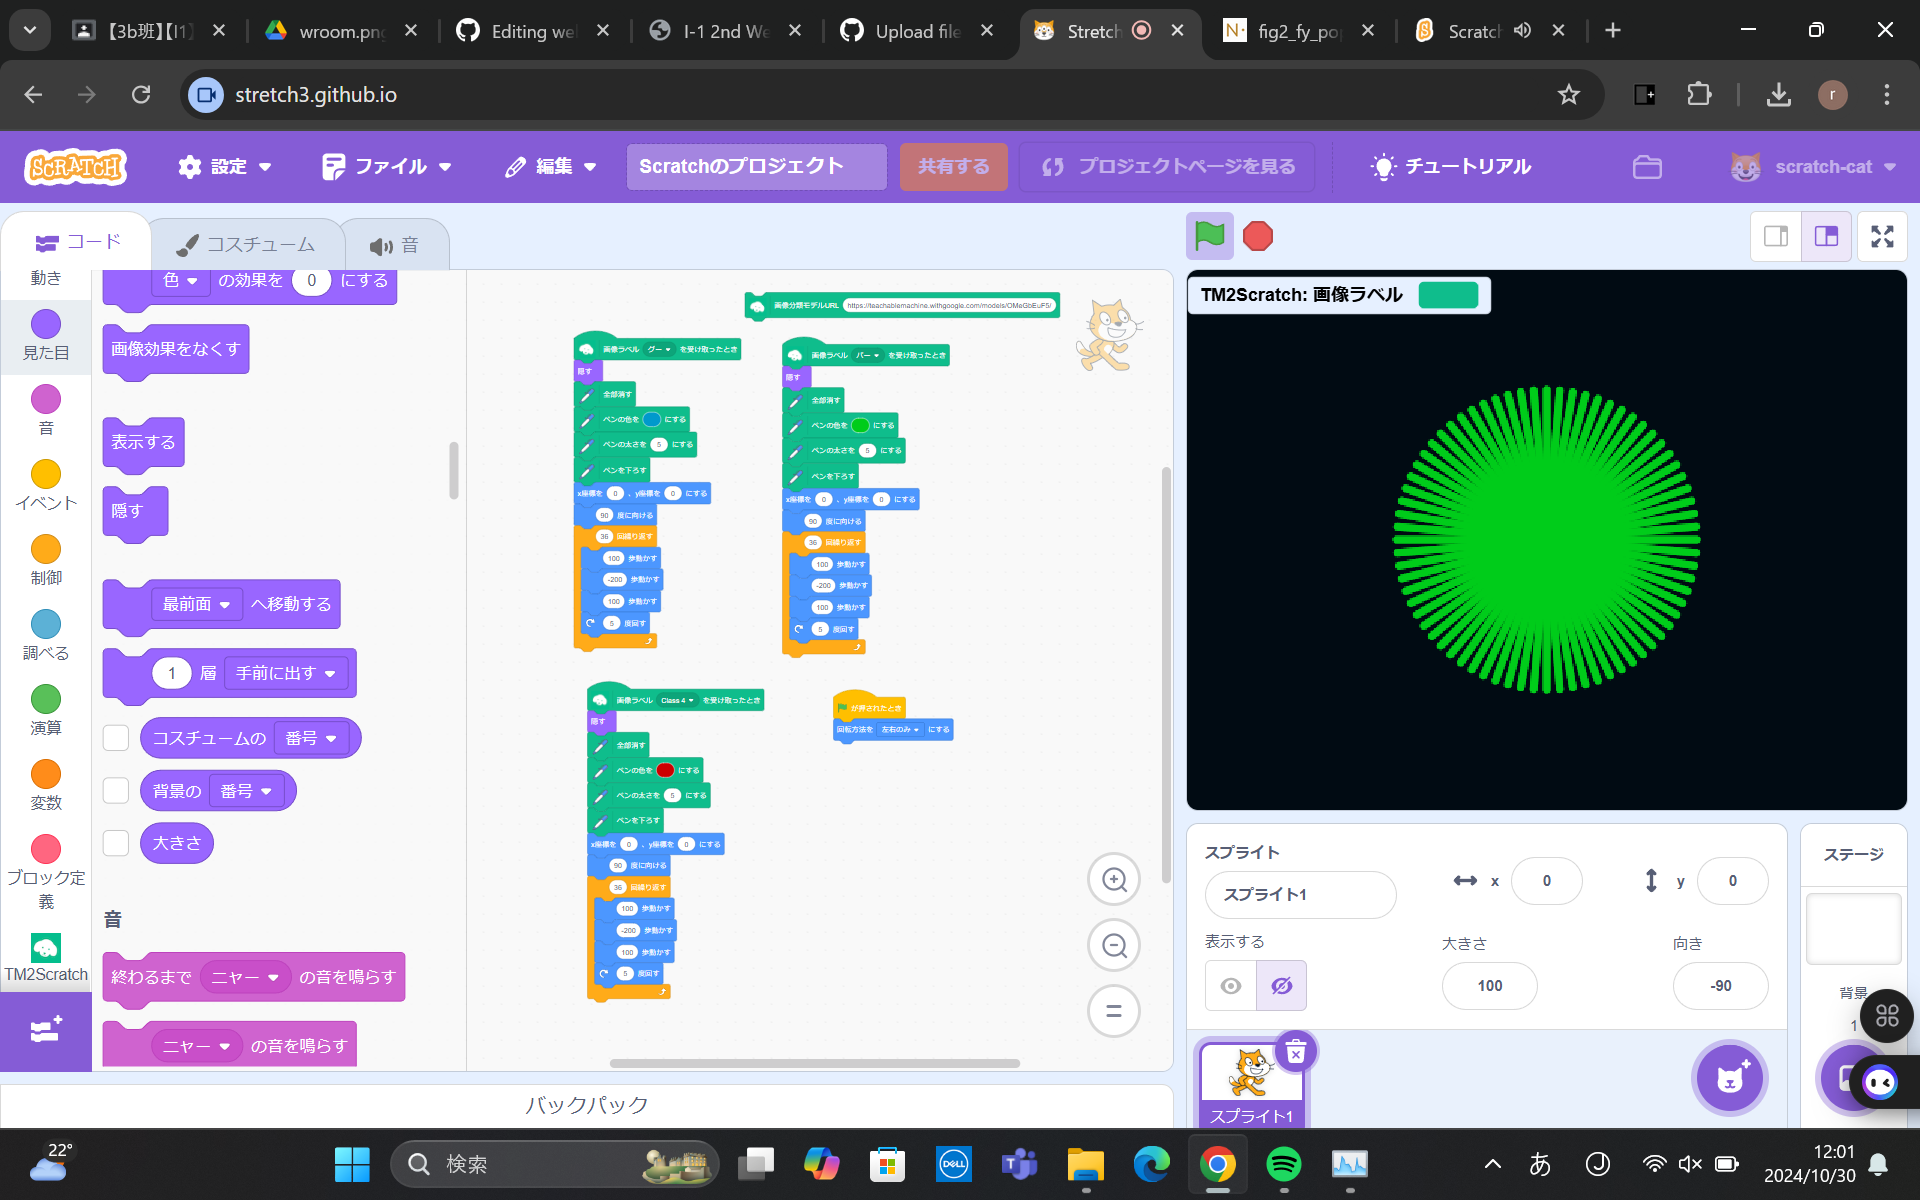 【3b班】【I1】
wroom.png
Editing wel
I-1 2nd We
Upload file
Stretch
fig2_fy_po
Scratch
stretch3.github.io
r
SCRATCH
設定
ファイル
編集
Scratchのプロジェクト
共有する
プロジェクトページを見る
チュートリアル
scratch-cat
コード
コスチューム
音
動き
見た目
音
イベント
制御
調べる
演算
変数
ブロック定義
TM2Scratch
色 の効果を 0 にする
画像効果をなくす
表示する
隠す
最前面 へ移動する
1 層 手前に出す
コスチュームの 番号
背景の 番号
大きさ
音
終わるまで ニャー の音を鳴らす
ニャー の音を鳴らす
画像分類モデルURL https://teachablemachine.withgoogle.com/models/OMeGbEuF5/
画像ラベル グー を受け取ったとき
隠す
全部消す
ペンの色を にする
ペンの太さを 5 にする
ペンを下ろす
x座標を 0 、y座標を 0 にする
90 度に向ける
36 回繰り返す
100 歩動かす
-200 歩動かす
100 歩動かす
5 度回す
画像ラベル パー を受け取ったとき
隠す
全部消す
ペンの色を にする
ペンの太さを 5 にする
ペンを下ろす
x座標を 0 、y座標を 0 にする
90 度に向ける
36 回繰り返す
100 歩動かす
-200 歩動かす
100 歩動かす
5 度回す
画像ラベル Class 4 を受け取ったとき
隠す
全部消す
ペンの色を にする
ペンの太さを 5 にする
ペンを下ろす
x座標を 0 、y座標を 0 にする
90 度に向ける
36 回繰り返す
100 歩動かす
-200 歩動かす
100 歩動かす
5 度回す
が押されたとき
回転方法を 左右のみ にする
TM2Scratch: 画像ラベル
スプライト
スプライト1
x 0
y 0
表示する
大きさ
100
向き
-90
スプライト1
ステージ
背景
1
バックパック
22°
検索
DELL
あ
12:01
2024/10/30